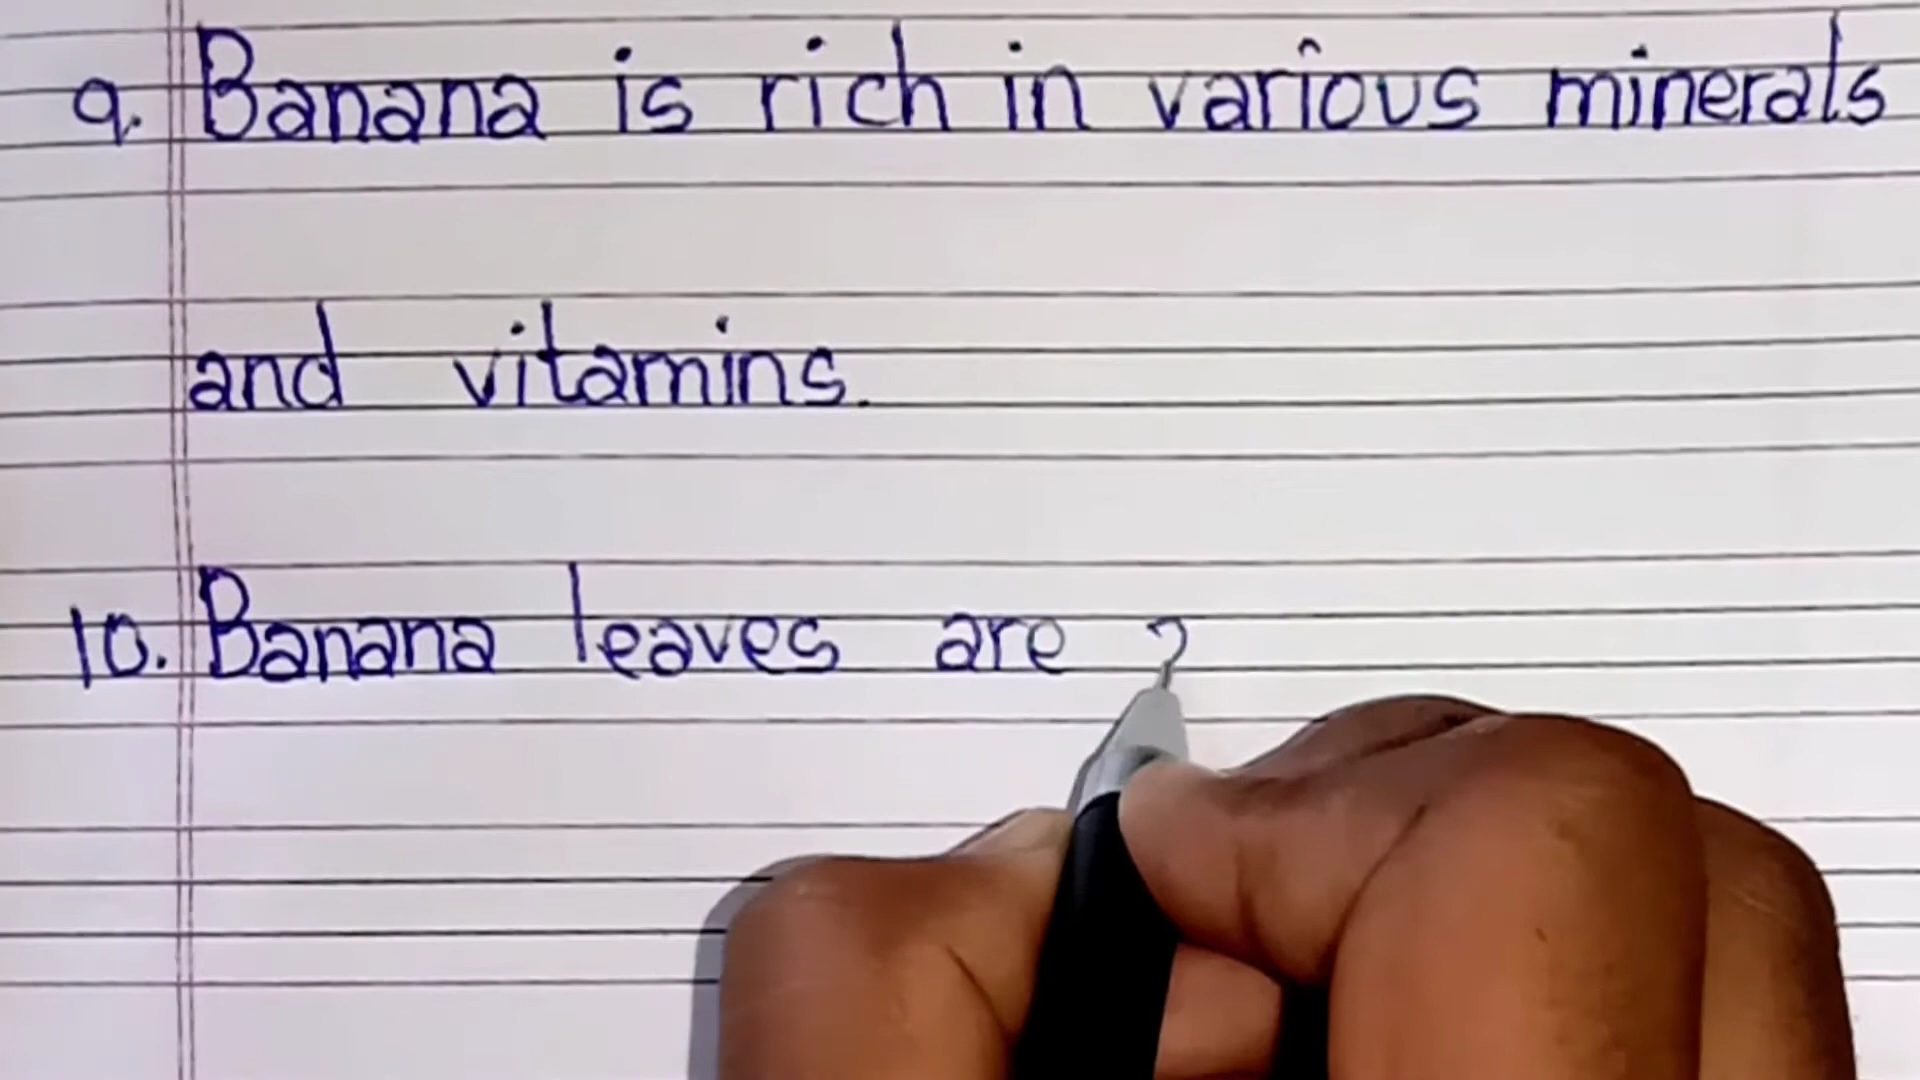 9. Banana is rich in various minerals
and vitamins.
10. Banana leaves are